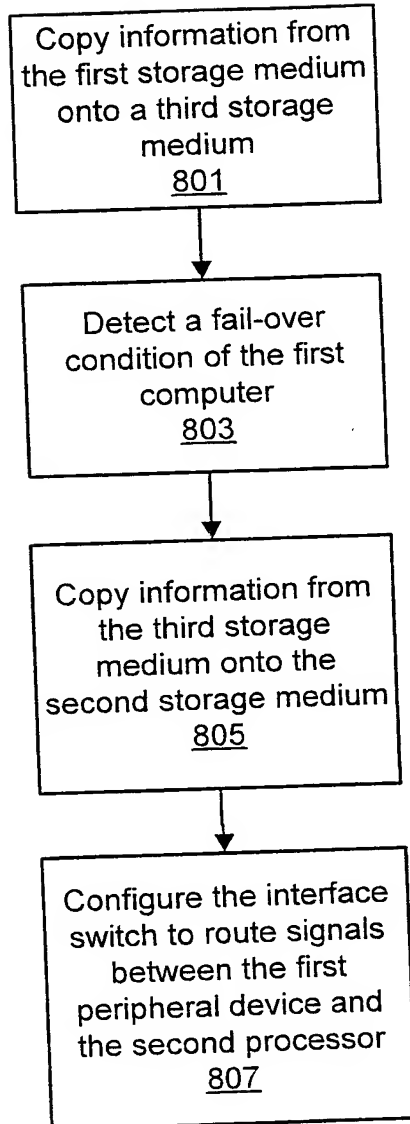 Copy information from
the first storage medium
onto a third storage
medium
801
Detect a fail-over
condition of the first
computer
803
Copy information from
the third storage
medium onto the
second storage medium
805
Configure the interface
switch to route signals
between the first
peripheral device and
the second processor
807